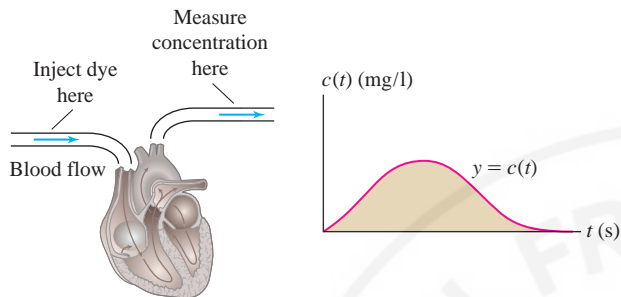 Measure
concentration
here
Inject dye
here
Blood flow
c(t) (mg/l)
y = c(t)
t (s)